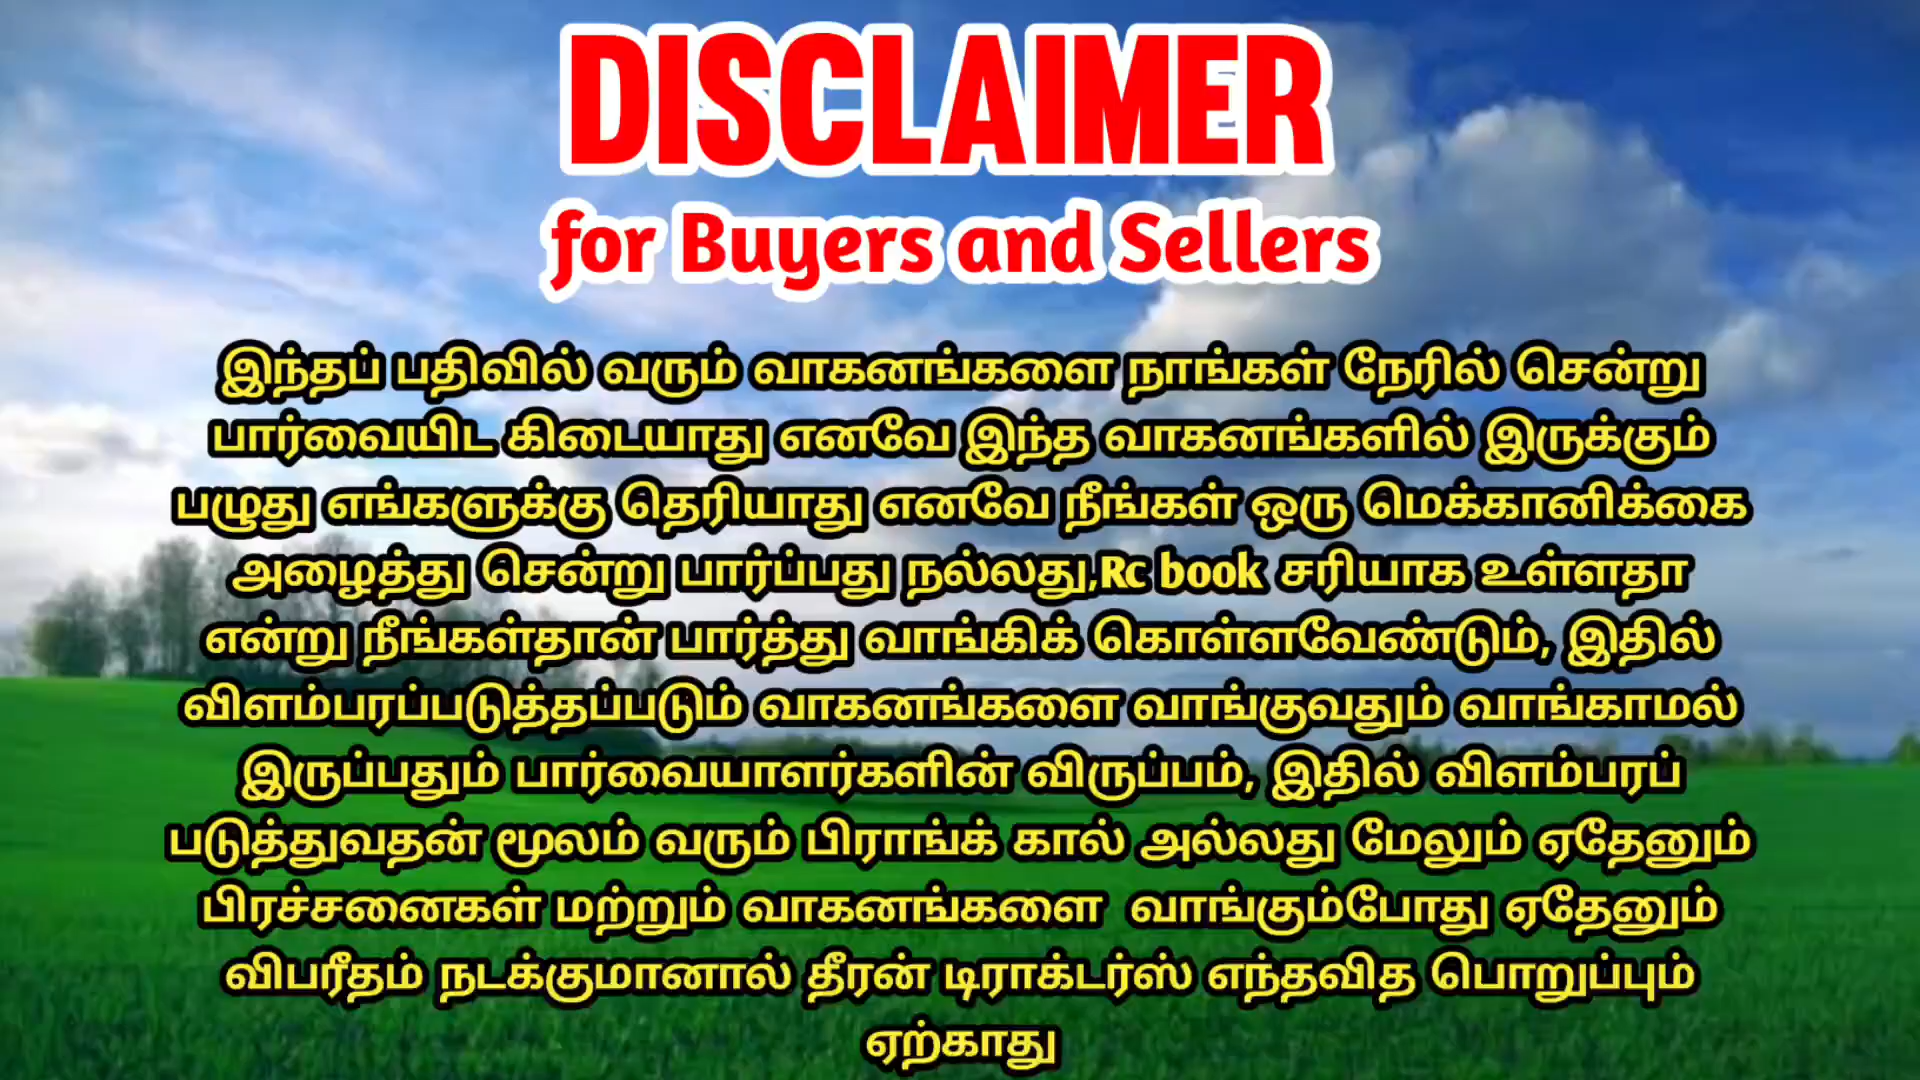 DISCLAIMER
for Buyers and Sellers
இந்தப் பதிவில் வரும் வாகனங்களை நாங்கள் நேரில் சென்று
பார்வையிட கிடையாது எனவே இந்த வாகனங்களில் இருக்கும்
பழுது எங்களுக்கு தெரியாது எனவே நீங்கள் ஒரு மெக்கானிக்கை
அழைத்து சென்று பார்ப்பது நல்லது,Rc book சரியாக உள்ளதா
என்று நீங்கள்தான் பார்த்து வாங்கிக் கொள்ளவேண்டும், இதில்
விளம்பரப்படுத்தப்படும் வாகனங்களை வாங்குவதும் வாங்காமல்
இருப்பதும் பார்வையாளர்களின் விருப்பம், இதில் விளம்பரப்
படுத்துவதன் மூலம் வரும் பிராங்க் கால் அல்லது மேலும் ஏதேனும்
பிரச்சனைகள் மற்றும் வாகனங்களை வாங்கும்போது ஏதேனும்
விபரீதம் நடக்குமானால் தீரன் டிராக்டர்ஸ் எந்தவித பொறுப்பும்
ஏற்காது